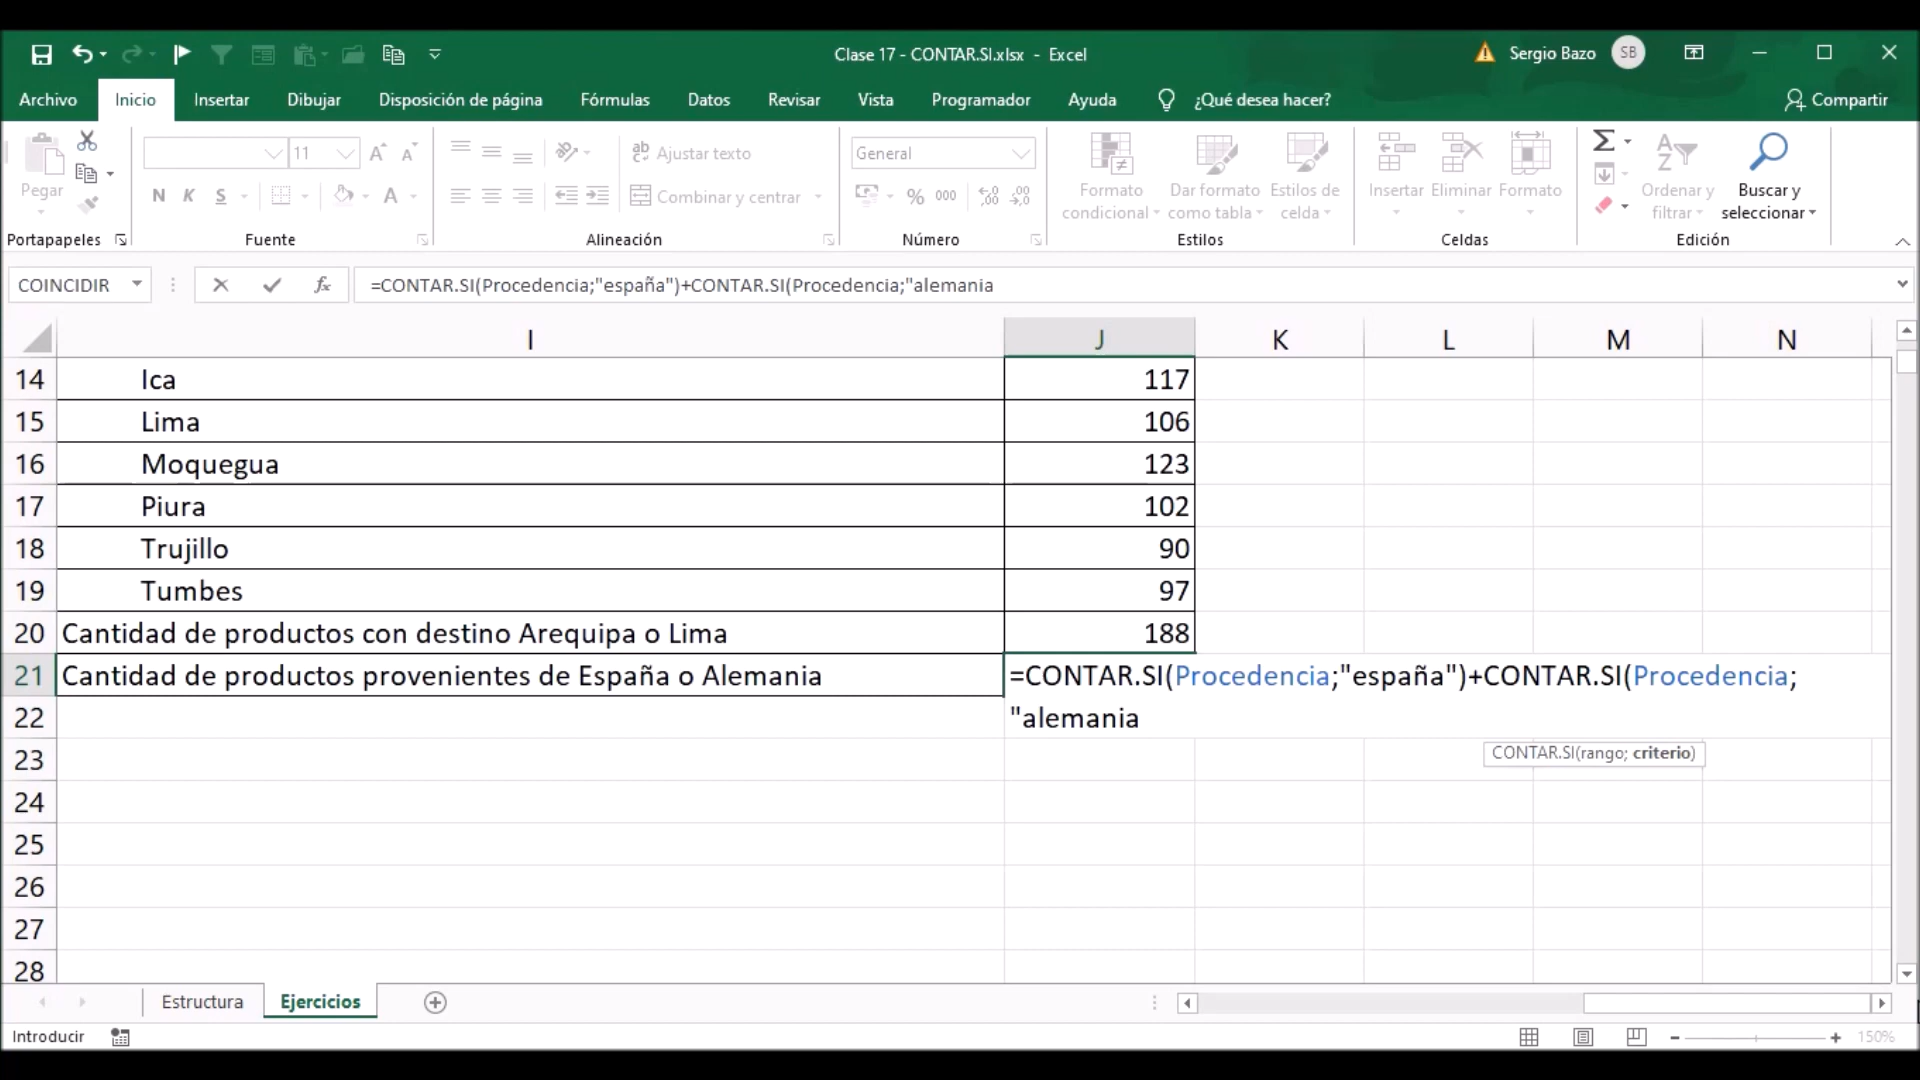 Clase 17 - CONTAR.SI.xlsx - Excel
Sergio Bazo SB
Archivo Inicio Insertar Dibujar Disposición de página Fórmulas Datos Revisar Vista Programador Ayuda ¿Qué desea hacer? Compartir
Pegar
Portapapeles
11
N K S A
Fuente
ab Ajustar texto
Combinar y centrar
Alineación
General
% 000
Número
Formato condicional
Dar formato como tabla
Estilos de celda
Estilos
Insertar Eliminar Formato
Celdas
Ordenar y filtrar
Buscar y seleccionar
Edición
COINCIDIR fx =CONTAR.SI(Procedencia;"españa")+CONTAR.SI(Procedencia;"alemania
I J K L M N
14 Ica 117
15 Lima 106
16 Moquegua 123
17 Piura 102
18 Trujillo 90
19 Tumbes 97
20 Cantidad de productos con destino Arequipa o Lima 188
21 Cantidad de productos provenientes de España o Alemania =CONTAR.SI(Procedencia;"españa")+CONTAR.SI(Procedencia;
22 "alemania
23 CONTAR.SI(rango; criterio)
24
25
26
27
28
Estructura Ejercicios
Introducir 150%